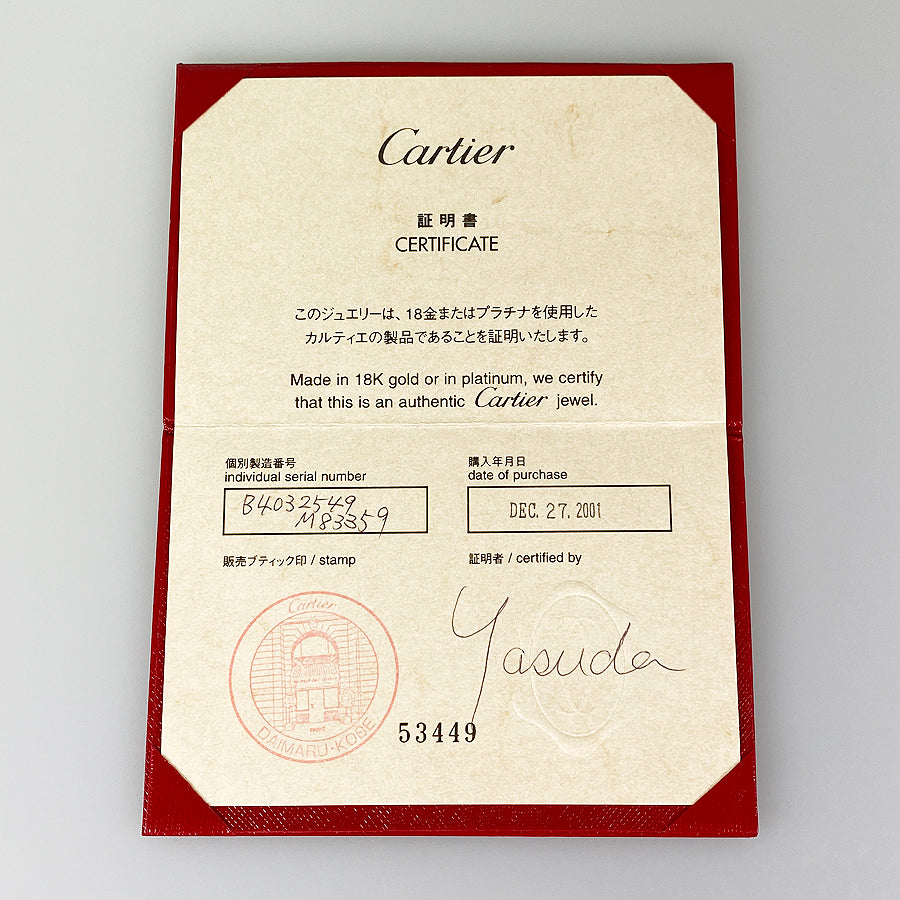 Cartier
証明書
CERTIFICATE
このジュエリーは、18金またはプラチナを使用した
カルティエの製品であることを証明いたします。
Made in 18K gold or in platinum, we certify
that this is an authentic Cartier jewel.
個別製造番号
individual serial number
B4032549
M83359
購入年月日
date of purchase
DEC. 27. 2001
販売ブティック印 / stamp
証明者 / certified by
Cartier
PARIS
DAIMARU・KOBE
Yasuda
53449